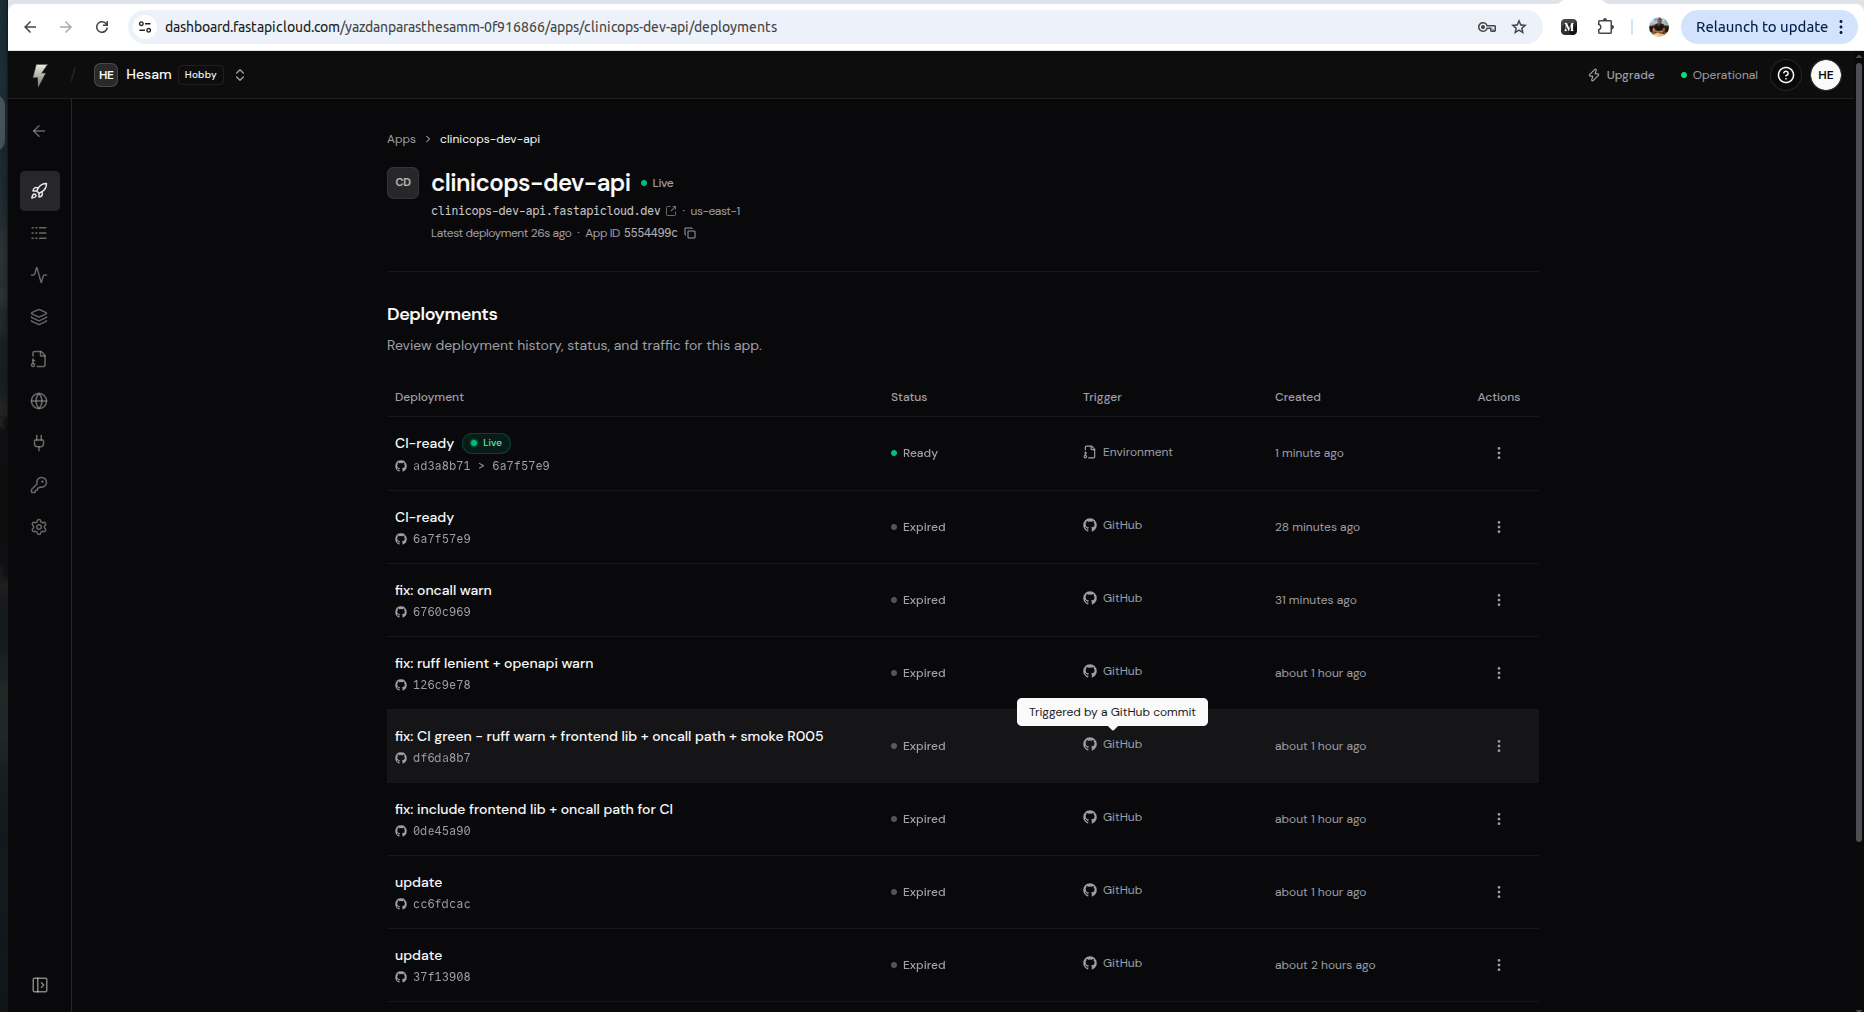 dashboard.fastapicloud.com/yazdanparasthesamm-0f916866/apps/clinicops-dev-api/deployments
M
Relaunch to update
HE Hesam Hobby
Upgrade
Operational
HE
Apps > clinicops-dev-api
CD
clinicops-dev-api Live
clinicops-dev-api.fastapicloud.dev · us-east-1
Latest deployment 26s ago · App ID 5554499c
Deployments
Review deployment history, status, and traffic for this app.
Deployment Status Trigger Created Actions
CI-ready Live
ad3a8b71 > 6a7f57e9
Ready Environment 1 minute ago
CI-ready
6a7f57e9
Expired GitHub 28 minutes ago
fix: oncall warn
6760c969
Expired GitHub 31 minutes ago
fix: ruff lenient + openapi warn
126c9e78
Expired GitHub about 1 hour ago
Triggered by a GitHub commit
fix: CI green - ruff warn + frontend lib + oncall path + smoke R005
df6da8b7
Expired GitHub about 1 hour ago
fix: include frontend lib + oncall path for CI
0de45a90
Expired GitHub about 1 hour ago
update
cc6fdcac
Expired GitHub about 1 hour ago
update
37f13908
Expired GitHub about 2 hours ago